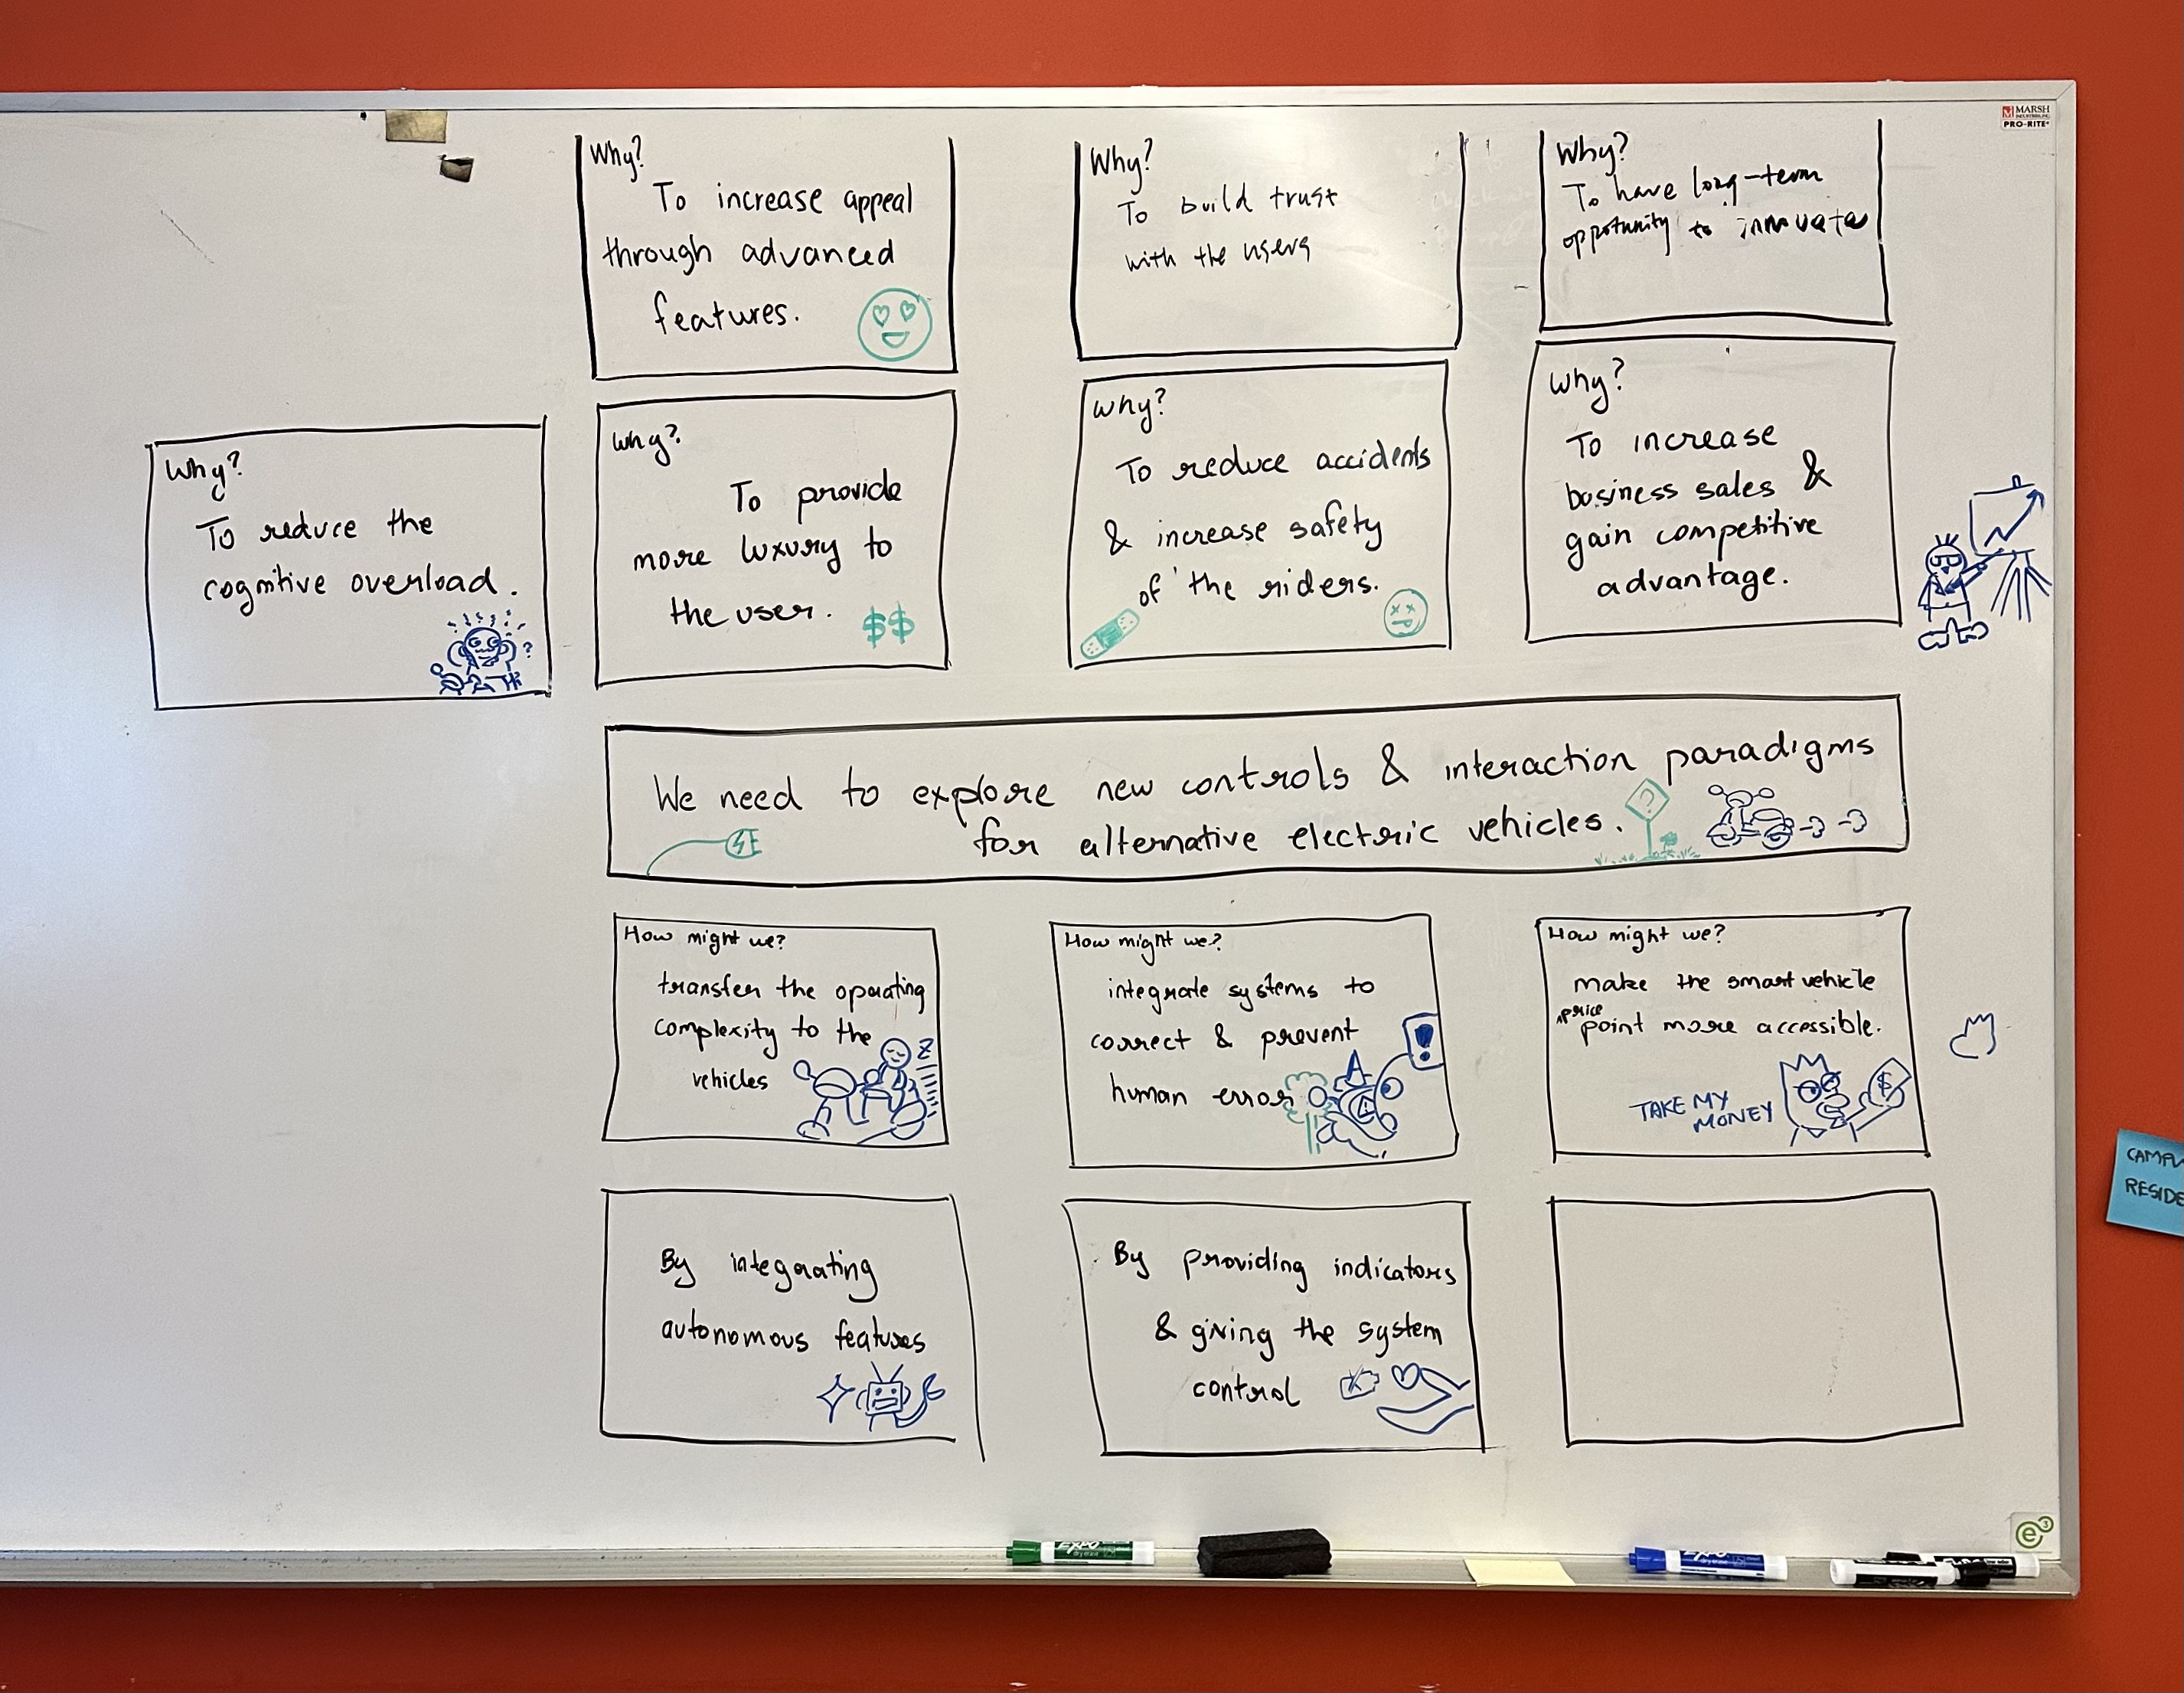 MARSH
PRO-RITE
Why?
To increase appeal
through advanced
features.
Why?
To build trust
with the users
Why?
To have long-term
opportunity to innovate
Why?
To reduce the
cognitive overload.
?
Hi
Why?
To provide
more luxury to
the user.
$$
Why?
To reduce accidents
& increase safety
of the riders.
Why?
To increase
business sales &
gain competitive
advantage.
We need to explore new controls & interaction paradigms
for alternative electric vehicles.
?
How might we?
transfer the operating
complexity to the
vehicles
Z
How might we?
integrate systems to
correct & prevent
human error
!
How might we?
make the smart vehicle
price
point more accessible.
TAKE MY
MONEY
$
By integrating
autonomous features
By providing indicators
& giving the system
control
RESIDE
EXPO
e3